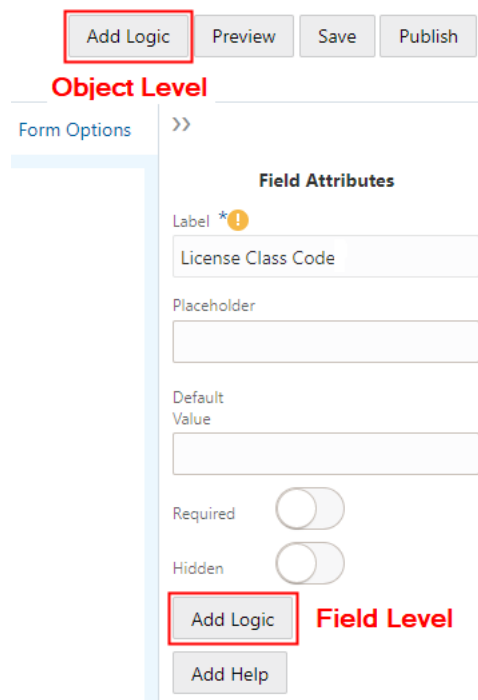 Add Logic Preview Save Publish
Object Level
Form Options »
Field Attributes
Label *!
License Class Code
Placeholder
Default
Value
Required
Hidden
Add Logic Field Level
Add Help